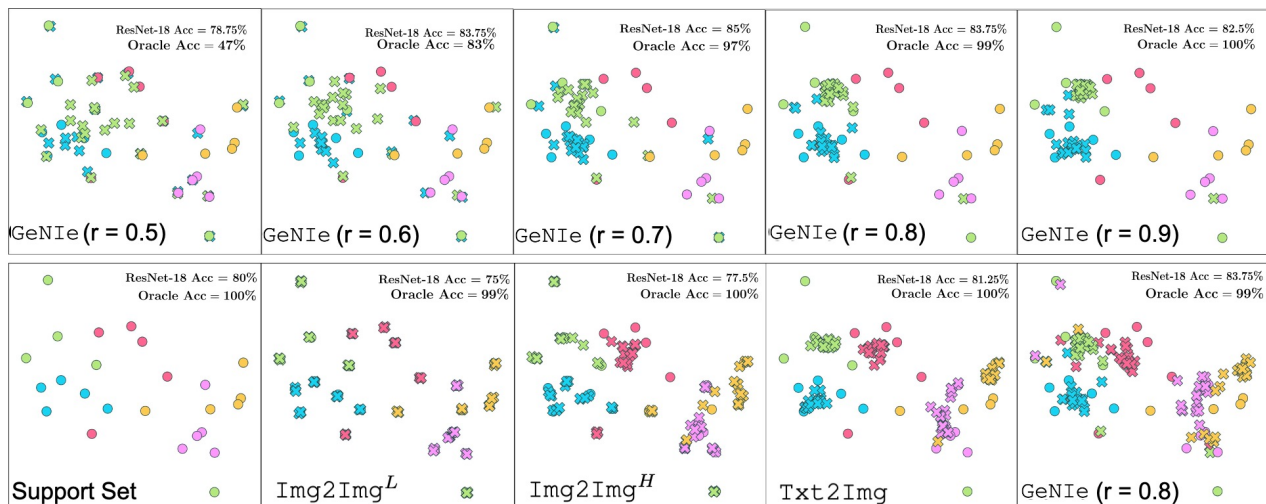 ResNet-18 Acc = 78.75%
Oracle Acc = 47%
GeNIe (r = 0.5)
ResNet-18 Acc = 83.75%
Oracle Acc = 83%
GeNIe (r = 0.6)
ResNet-18 Acc = 85%
Oracle Acc = 97%
GeNIe (r = 0.7)
ResNet-18 Acc = 83.75%
Oracle Acc = 99%
GeNIe (r = 0.8)
ResNet-18 Acc = 82.5%
Oracle Acc = 100%
GeNIe (r = 0.9)
ResNet-18 Acc = 80%
Oracle Acc = 100%
Support Set
ResNet-18 Acc = 75%
Oracle Acc = 99%
Img2Img^L
ResNet-18 Acc = 77.5%
Oracle Acc = 100%
Img2Img^H
ResNet-18 Acc = 81.25%
Oracle Acc = 100%
Txt2Img
ResNet-18 Acc = 83.75%
Oracle Acc = 99%
GeNIe (r = 0.8)